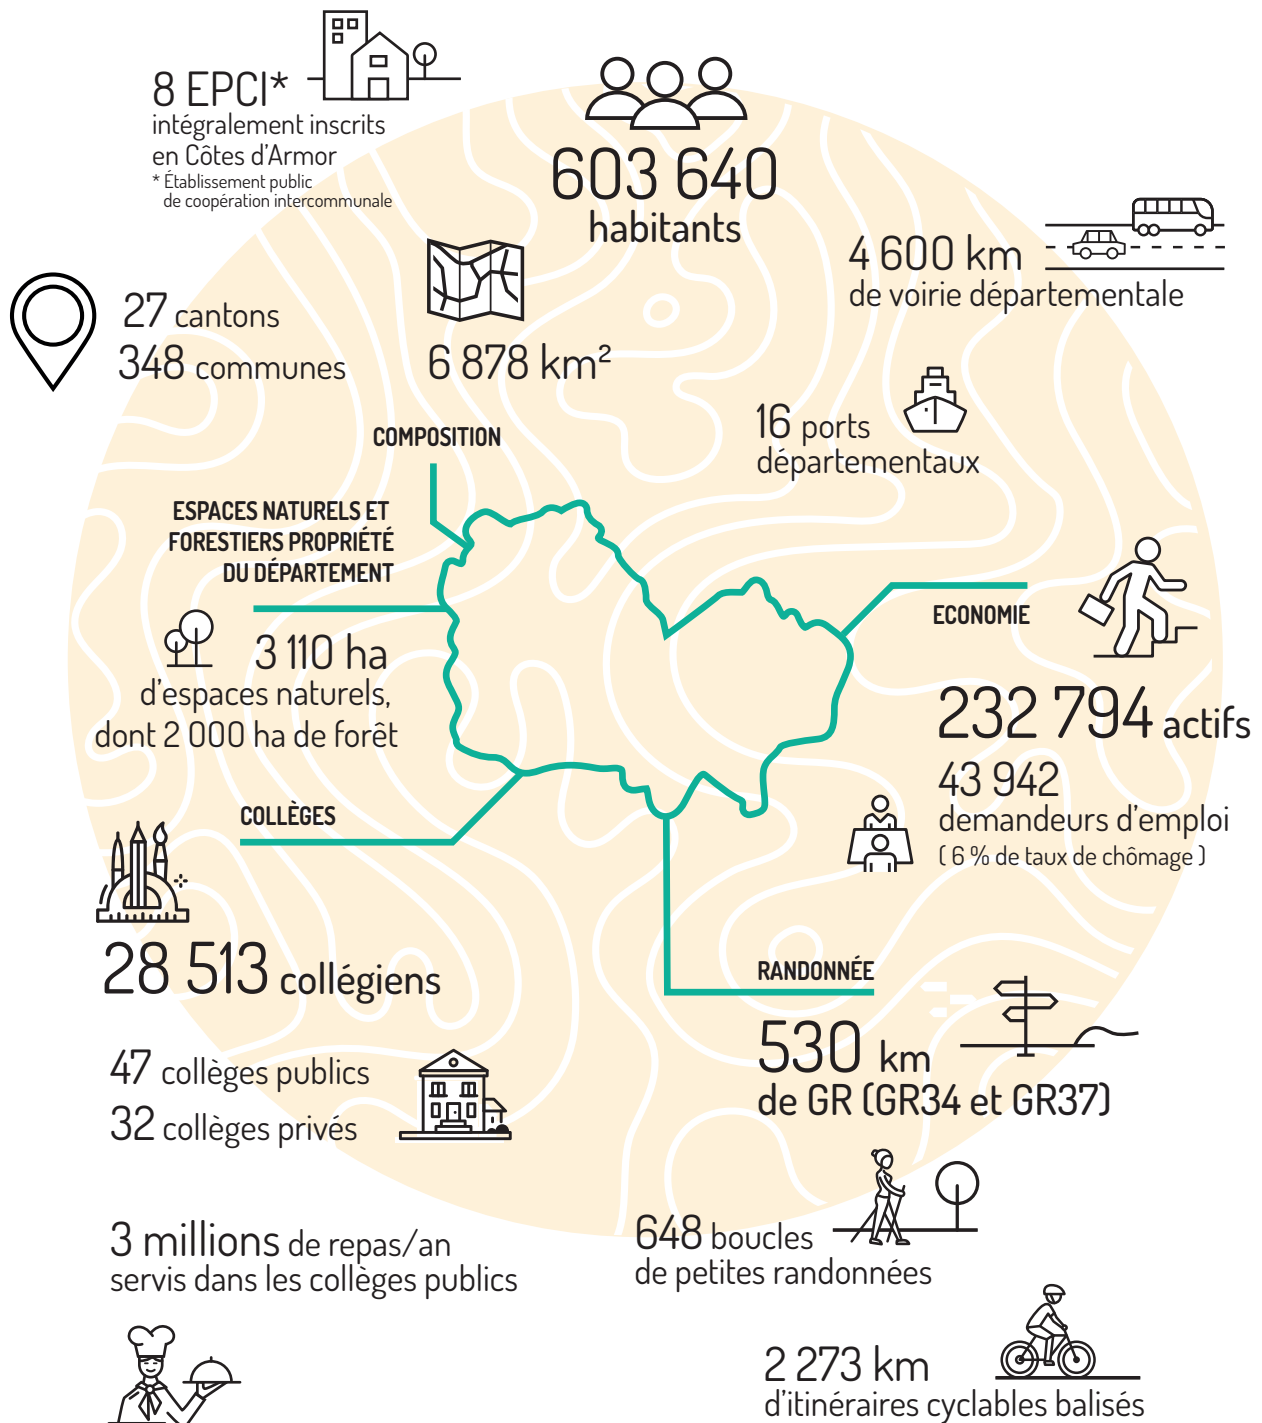 8 EPCI*
intégralement inscrits
en Côtes d'Armor
* Établissement public
de coopération intercommunale
603 640
habitants
4 600 km
de voirie départementale
27 cantons
348 communes
6 878 km²
16 ports
départementaux
COMPOSITION
ESPACES NATURELS ET
FORESTIERS PROPRIÉTÉ
DU DÉPARTEMENT
3 110 ha
d'espaces naturels,
dont 2 000 ha de forêt
ECONOMIE
232 794 actifs
43 942
demandeurs d'emploi
( 6 % de taux de chômage )
COLLÈGES
28 513 collégiens
47 collèges publics
32 collèges privés
3 millions de repas/an
servis dans les collèges publics
RANDONNÉE
530 km
de GR (GR34 et GR37)
648 boucles
de petites randonnées
2 273 km
d'itinéraires cyclables balisés